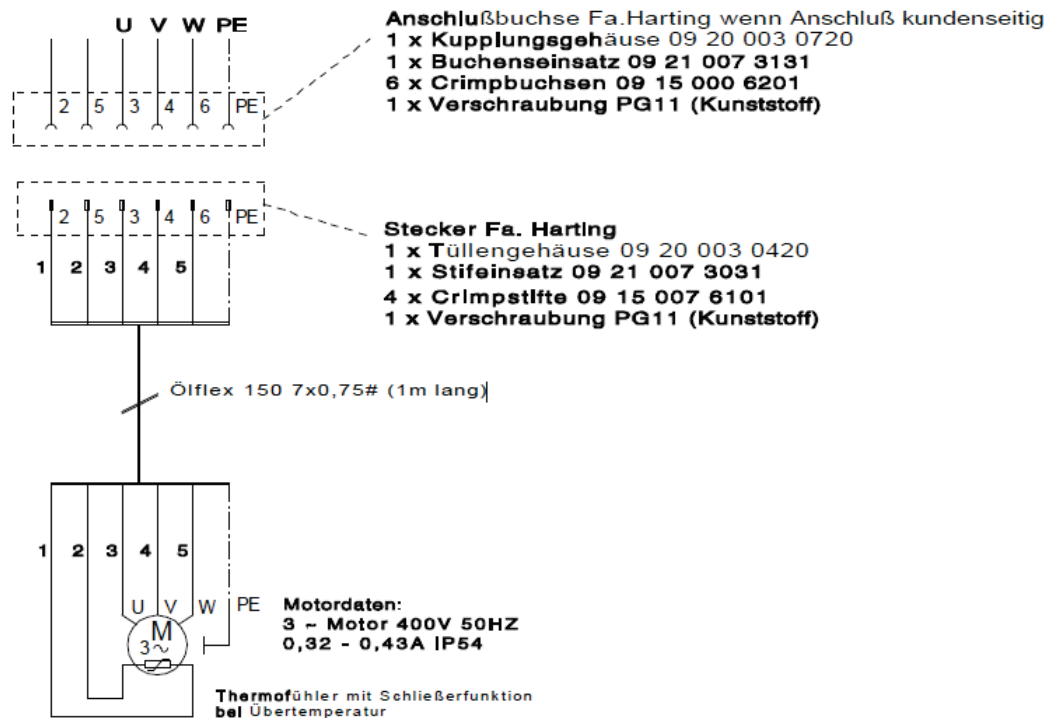 U V W PE
Anschlußbuchse Fa.Harting wenn Anschluß kundenseitig
1 x Kupplungsgehäuse 09 20 003 0720
1 x Buchenseinsatz 09 21 007 3131
6 x Crimpbuchsen 09 15 000 6201
1 x Verschraubung PG11 (Kunststoff)
2 5 3 4 6 PE
2 5 3 4 6 PE
Stecker Fa. Harting
1 x Tüllengehäuse 09 20 003 0420
1 x Stifeinsatz 09 21 007 3031
4 x Crimpstifte 09 15 007 6101
1 x Verschraubung PG11 (Kunststoff)
1 2 3 4 5
Ölflex 150 7x0,75# (1m lang)
1 2 3 4 5
U V W PE
M
3~
Motordaten:
3 ~ Motor 400V 50HZ
0,32 - 0,43A IP54
Thermofühler mit Schließerfunktion
bei Übertemperatur